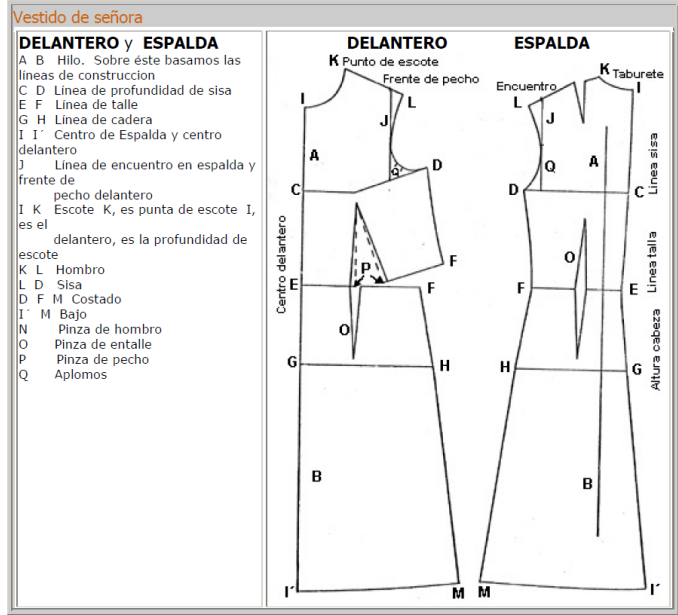 Vestido de señora
DELANTERO y ESPALDA
A B Hilo. Sobre éste basamos las
líneas de construccion
C D Línea de profundidad de sisa
E F Línea de talle
G H Línea de cadera
I I´ Centro de Espalda y centro
delantero
J Línea de encuentro en espalda y
frente de
pecho delantero
I K Escote K, es punta de escote I,
es el
delantero, es la profundidad de
escote
K L Hombro
L D Sisa
D F M Costado
I´ M Bajo
N Pinza de hombro
O Pinza de entalle
P Pinza de pecho
Q Aplomos
DELANTERO
K Punto de escote
Frente de pecho
I
L
J
A
Q
D
C
Centro delantero
P
F
E
F
O
G
H
B
I´
M
ESPALDA
K Taburete
Encuentro
I
L
J
Q
A
D
C
Linea sisa
O
Linea talla
F
E
Altura cabeza
H
G
B
M
I´